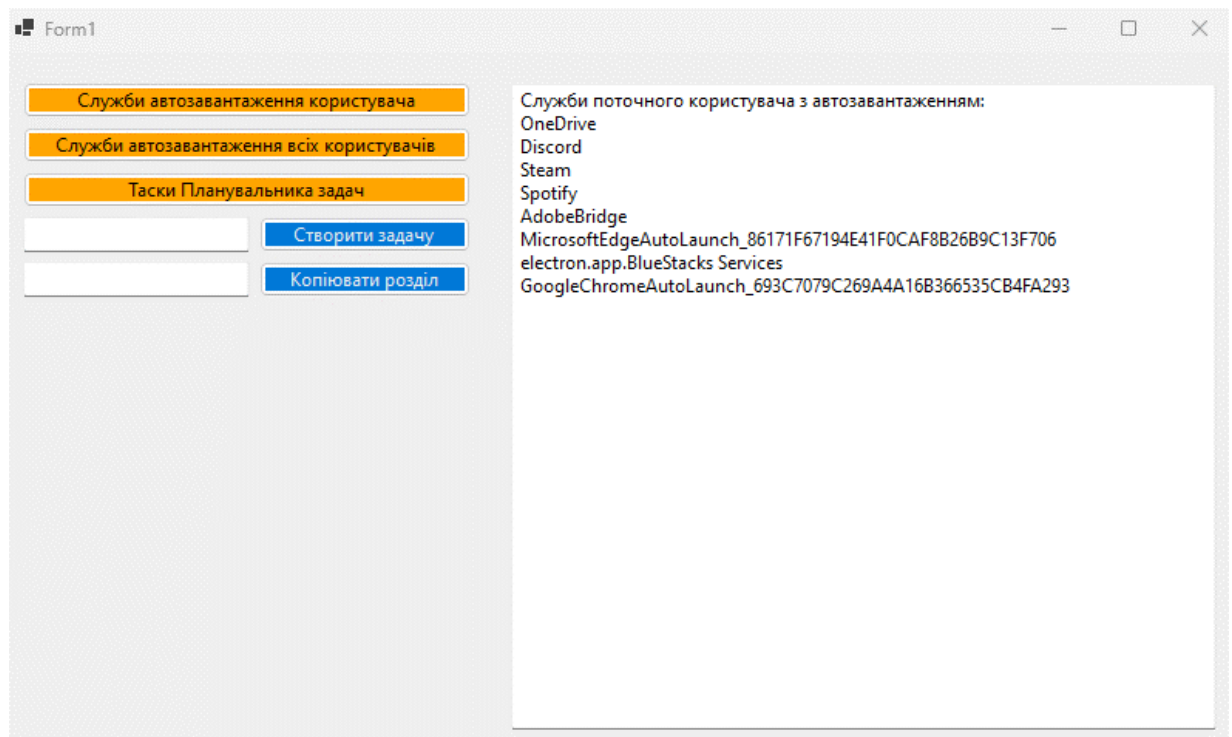 Form1
Служби автозавантаження користувача
Служби автозавантаження всіх користувачів
Таски Планувальника задач
Створити задачу
Копіювати розділ
Служби поточного користувача з автозавантаженням:
OneDrive
Discord
Steam
Spotify
AdobeBridge
MicrosoftEdgeAutoLaunch_86171F67194E41F0CAF8B26B9C13F706
electron.app.BlueStacks Services
GoogleChromeAutoLaunch_693C7079C269A4A16B366535CB4FA293